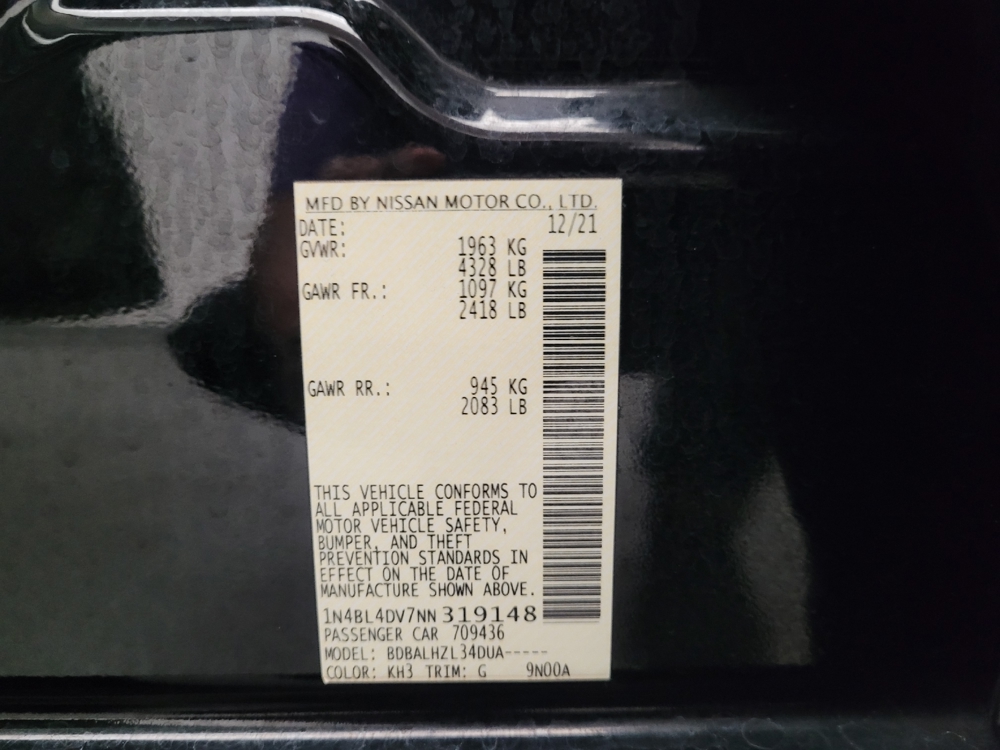 MFD BY NISSAN MOTOR CO., LTD.
DATE: 12/21
GVWR: 1963 KG
4328 LB
GAWR FR.: 1097 KG
2418 LB
GAWR RR.: 945 KG
2083 LB
THIS VEHICLE CONFORMS TO
ALL APPLICABLE FEDERAL
MOTOR VEHICLE SAFETY,
BUMPER, AND THEFT
PREVENTION STANDARDS IN
EFFECT ON THE DATE OF
MANUFACTURE SHOWN ABOVE.
1N4BL4DV7NN319148
PASSENGER CAR 709436
MODEL: BDBALHZL34DUA-----
COLOR: KH3 TRIM: G 9N00A